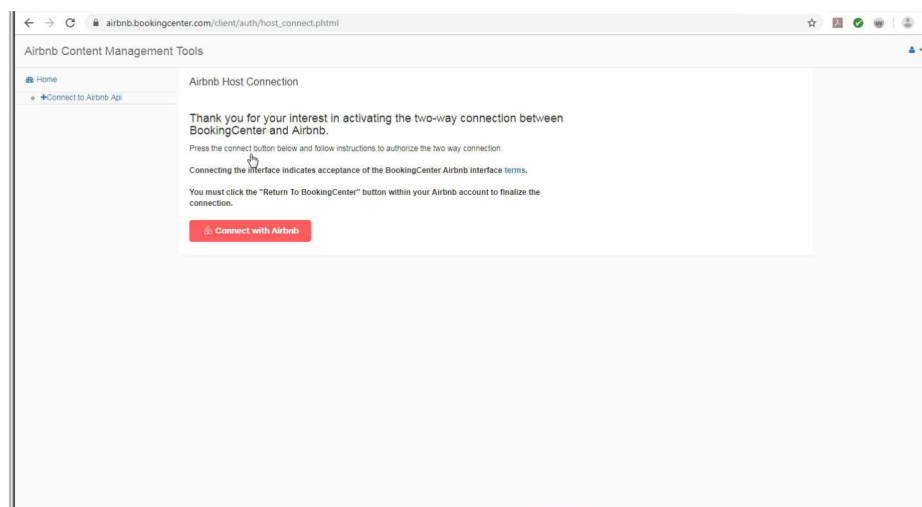 airbnb.bookingcenter.com/client/auth/host_connect.phtml
Airbnb Content Management Tools
Home
Connect to Airbnb Api
Airbnb Host Connection
Thank you for your interest in activating the two-way connection between
BookingCenter and Airbnb.
Press the connect button below and follow instructions to authorize the two way connection.
Connecting the interface indicates acceptance of the BookingCenter Airbnb interface terms.
You must click the "Return To BookingCenter" button within your Airbnb account to finalize the
connection.
Connect with Airbnb